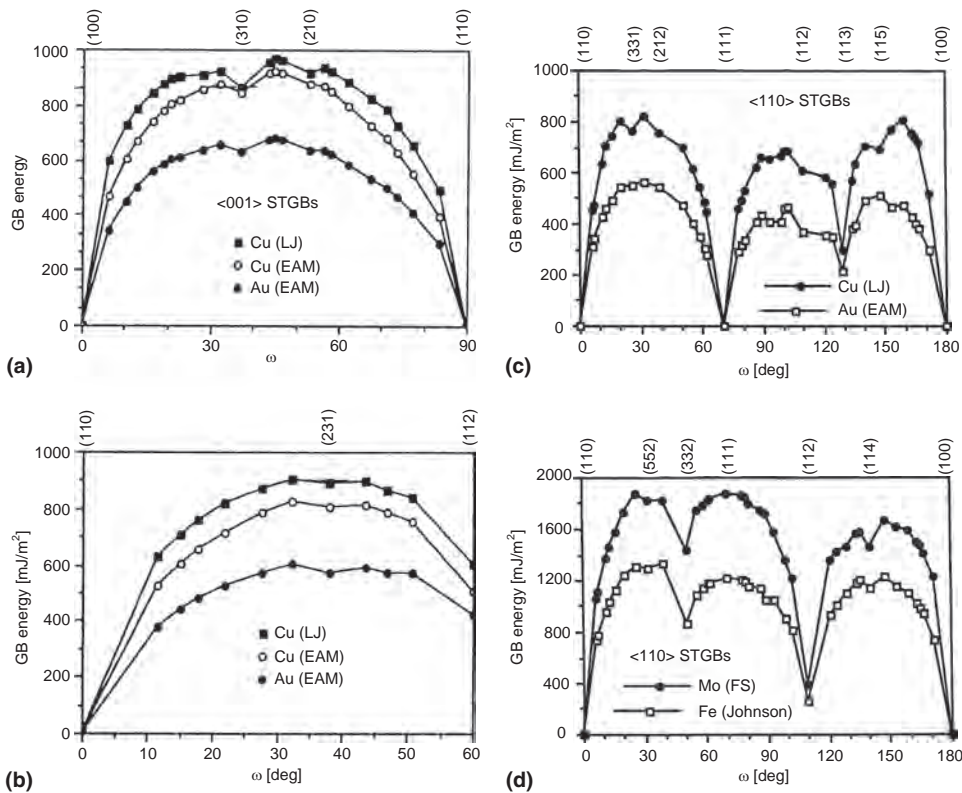 (100) (310) (210) (110)
1000
800
600
400
200
0
GB energy
<001> STGBs
Cu (LJ)
Cu (EAM)
Au (EAM)
0 30 60 90
ω
(a)
(110) (331) (212) (111) (112) (113) (115) (100)
1000
800
600
400
200
0
GB energy [mJ/m²]
<110> STGBs
Cu (LJ)
Au (EAM)
0 30 60 90 120 150 180
ω [deg]
(c)
(110) (231) (112)
1000
800
600
400
200
0
GB energy [mJ/m²]
Cu (LJ)
Cu (EAM)
Au (EAM)
0 10 20 30 40 50 60
ω [deg]
(b)
(110) (552) (332) (111) (112) (114) (100)
2000
1600
1200
800
400
0
GB energy [mJ/m²]
<110> STGBs
Mo (FS)
Fe (Johnson)
0 30 60 90 120 150 180
ω [deg]
(d)